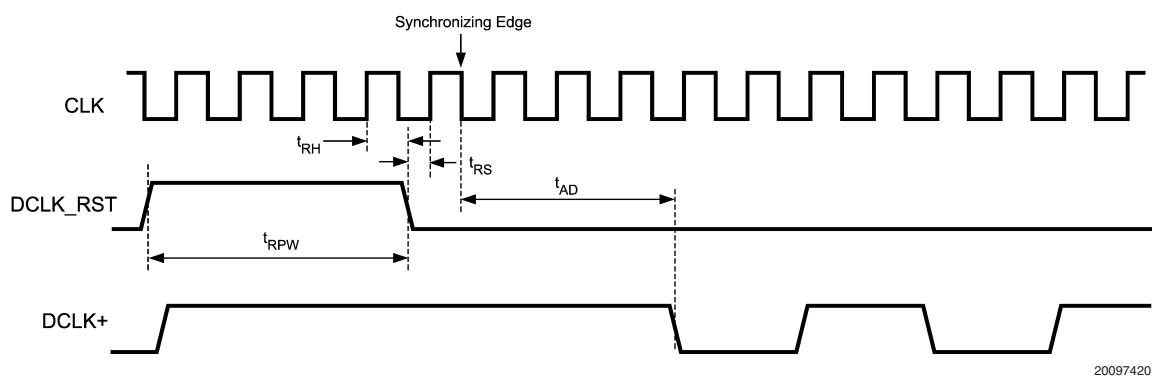 Synchronizing Edge
CLK
tRH
tRS
DCLK_RST
tAD
tRPW
DCLK+
20097420